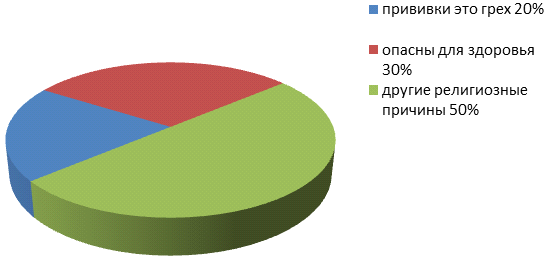 прививки это грех 20%
опасны для здоровья
30%
другие религиозные
причины 50%